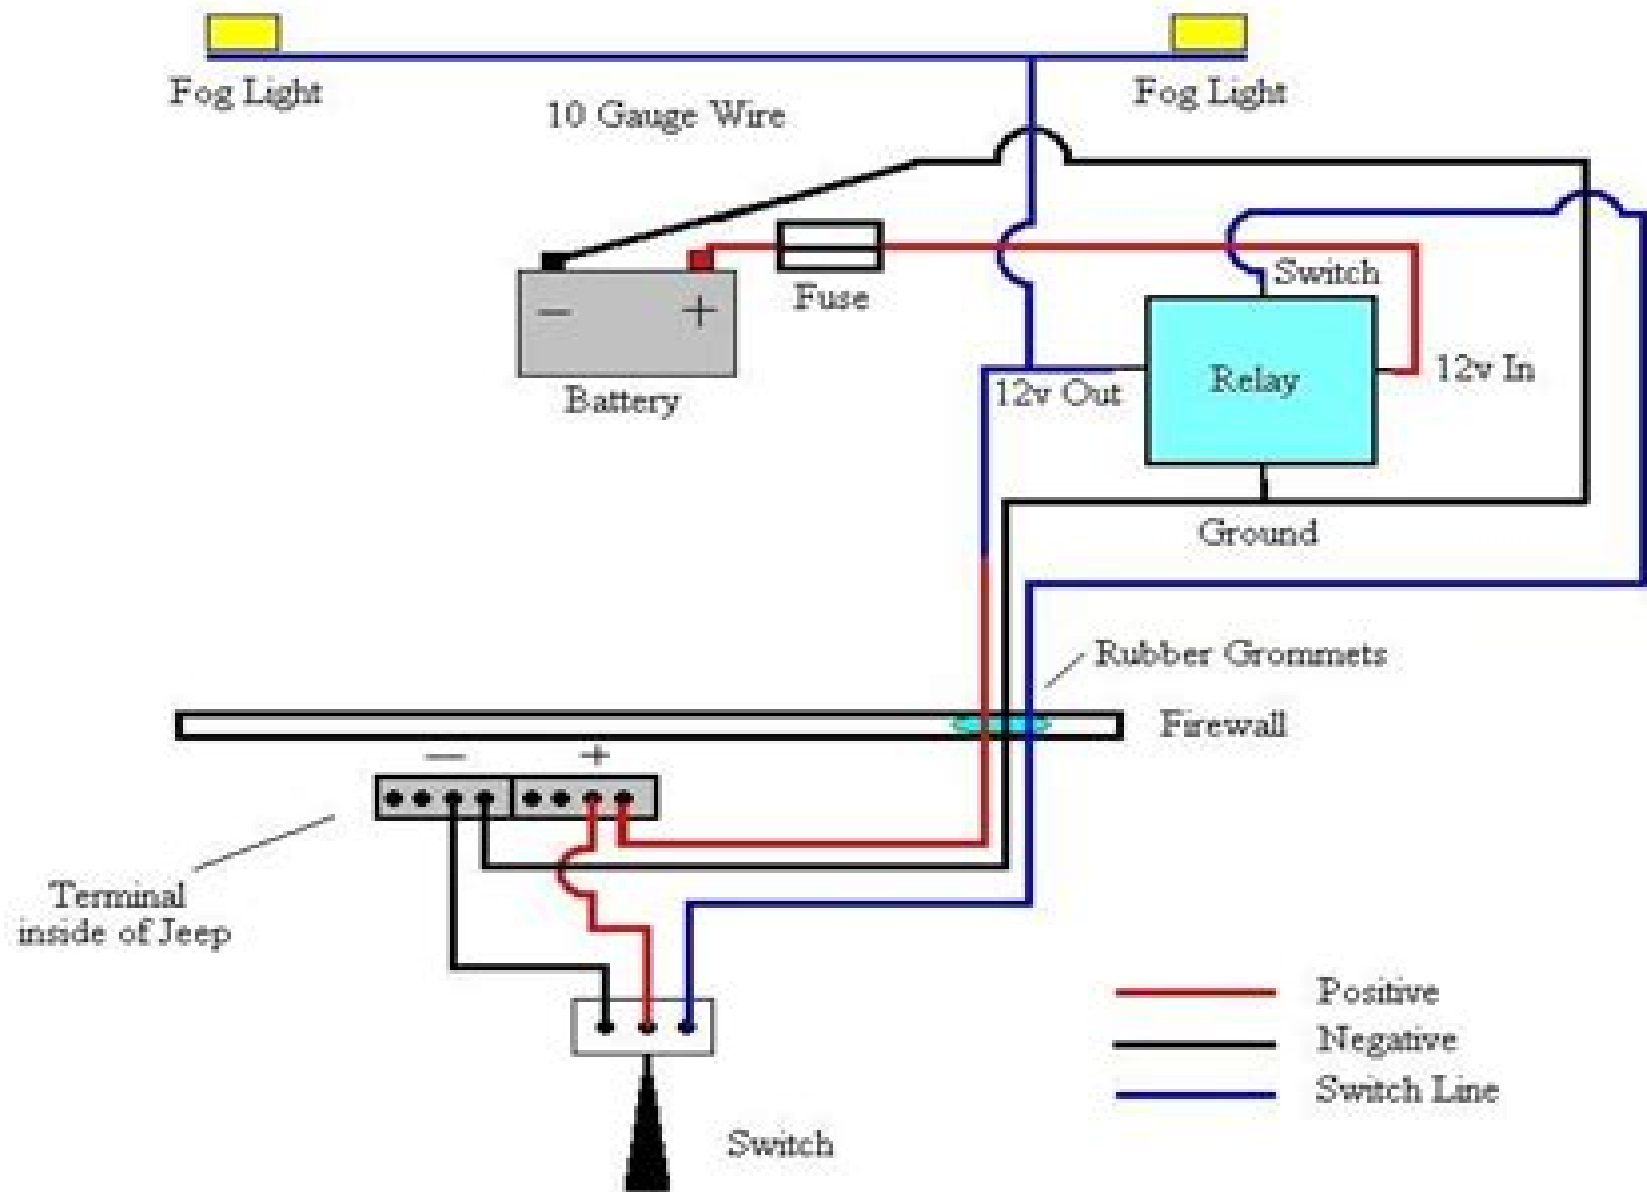 Fog Light
Fog Light
10 Gauge Wire
Switch
Fuse
—
+
12v In
Relay
12v Out
Battery
Ground
Rubber Grommets
Firewall
—
+
Terminal
inside of Jeep
Positive
Negative
Switch Line
Switch